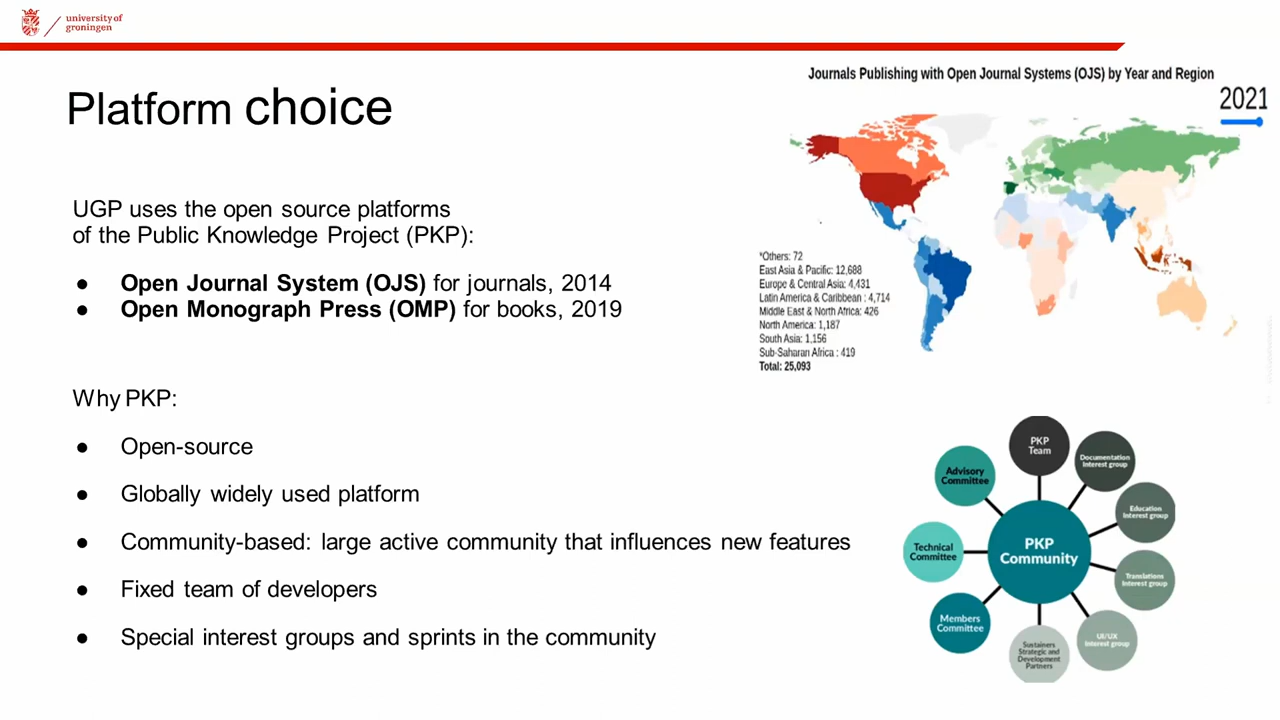 university of
groningen
Platform choice
UGP uses the open source platforms
of the Public Knowledge Project (PKP):
● Open Journal System (OJS) for journals, 2014
● Open Monograph Press (OMP) for books, 2019
Why PKP:
● Open-source
● Globally widely used platform
● Community-based: large active community that influences new features
● Fixed team of developers
● Special interest groups and sprints in the community
Journals Publishing with Open Journal Systems (OJS) by Year and Region
2021
*Others: 72
East Asia & Pacific: 12,688
Europe & Central Asia: 4,431
Latin America & Caribbean : 4,714
Middle East & North Africa: 426
North America: 1,187
South Asia: 1,156
Sub-Saharan Africa : 419
Total: 25,093
PKP
Team
Documentation
Interest group
Education
Interest group
Translations
Interest group
UI/UX
Interest group
Sustainers
Strategic and
Development
Partners
Members
Committee
Technical
Committee
Advisory
Committee
PKP
Community